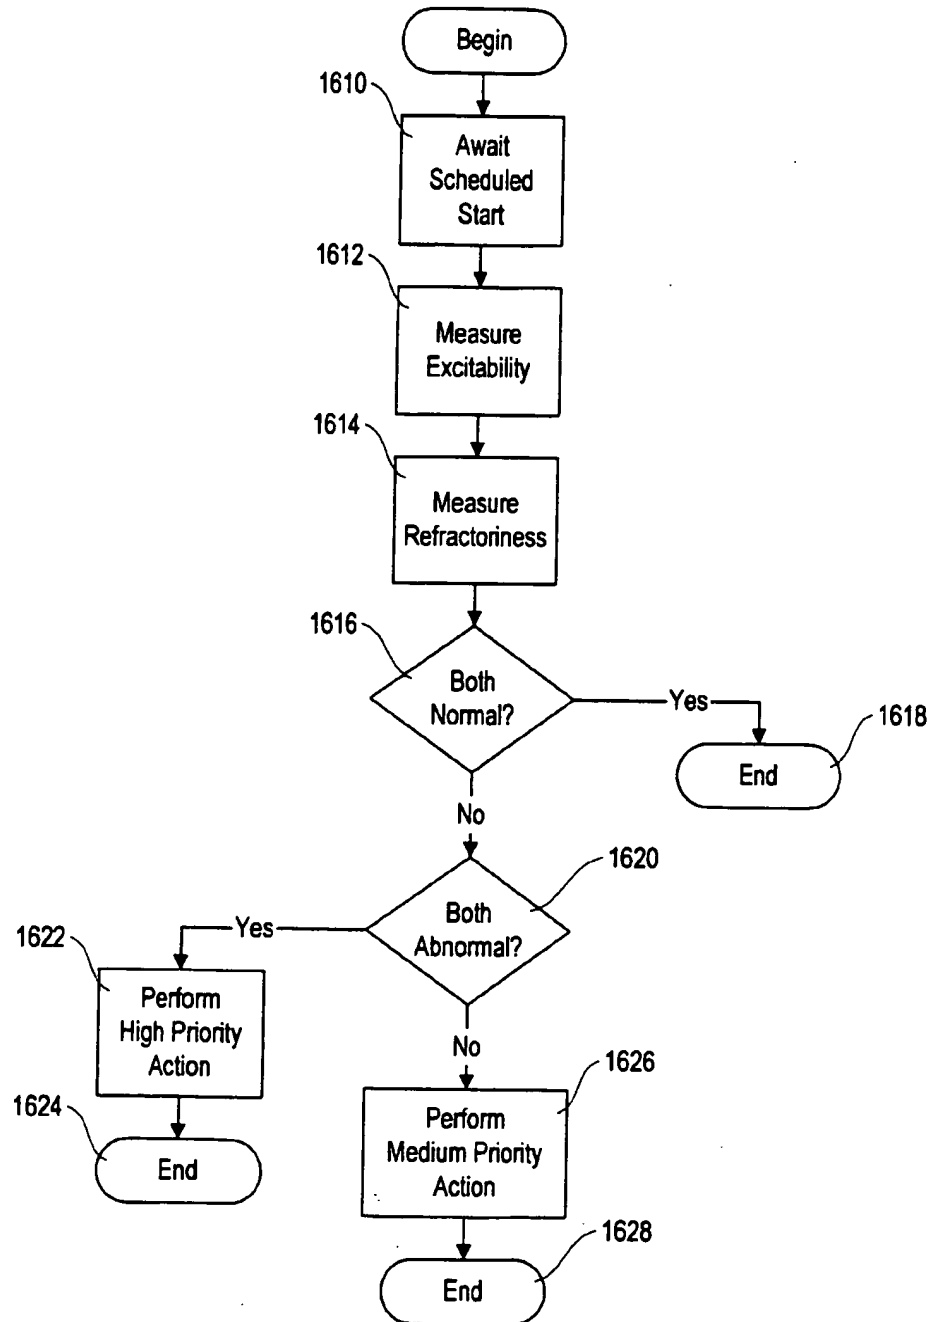 Begin
1610
Await
Scheduled
Start
1612
Measure
Excitability
1614
Measure
Refractoriness
1616
Both
Normal?
Yes
1618
End
No
1620
Both
Abnormal?
Yes
1622
Perform
High Priority
Action
No
1626
1624
End
Perform
Medium Priority
Action
1628
End